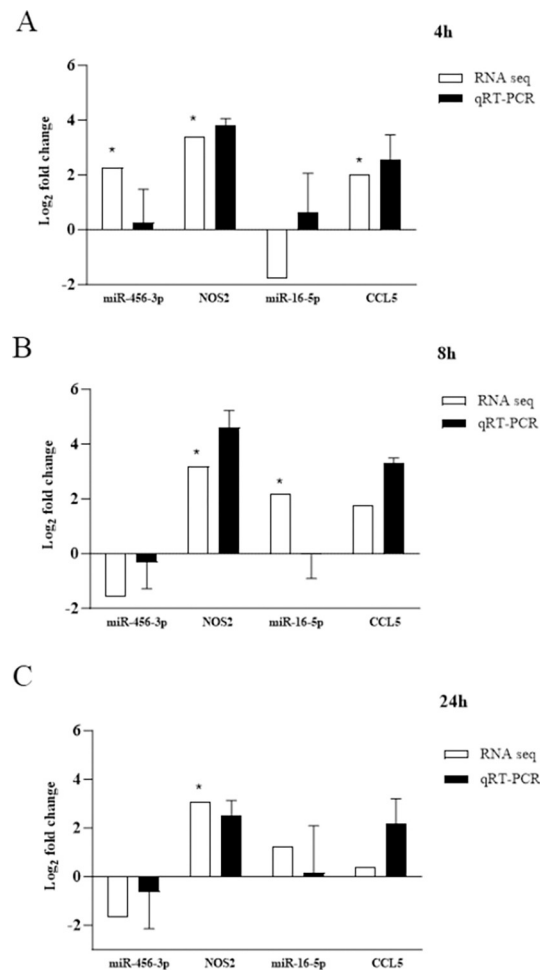 A
4h
RNA seq
qRT-PCR
Log2 fold change
6
4
2
0
-2
*
*
*
miR-456-3p NOS2 miR-16-5p CCL5
B
8h
RNA seq
qRT-PCR
Log2 fold change
6
4
2
0
-2
*
*
miR-456-3p NOS2 miR-16-5p CCL5
C
24h
RNA seq
qRT-PCR
Log2 fold change
6
4
2
0
-2
*
miR-456-3p NOS2 miR-16-5p CCL5